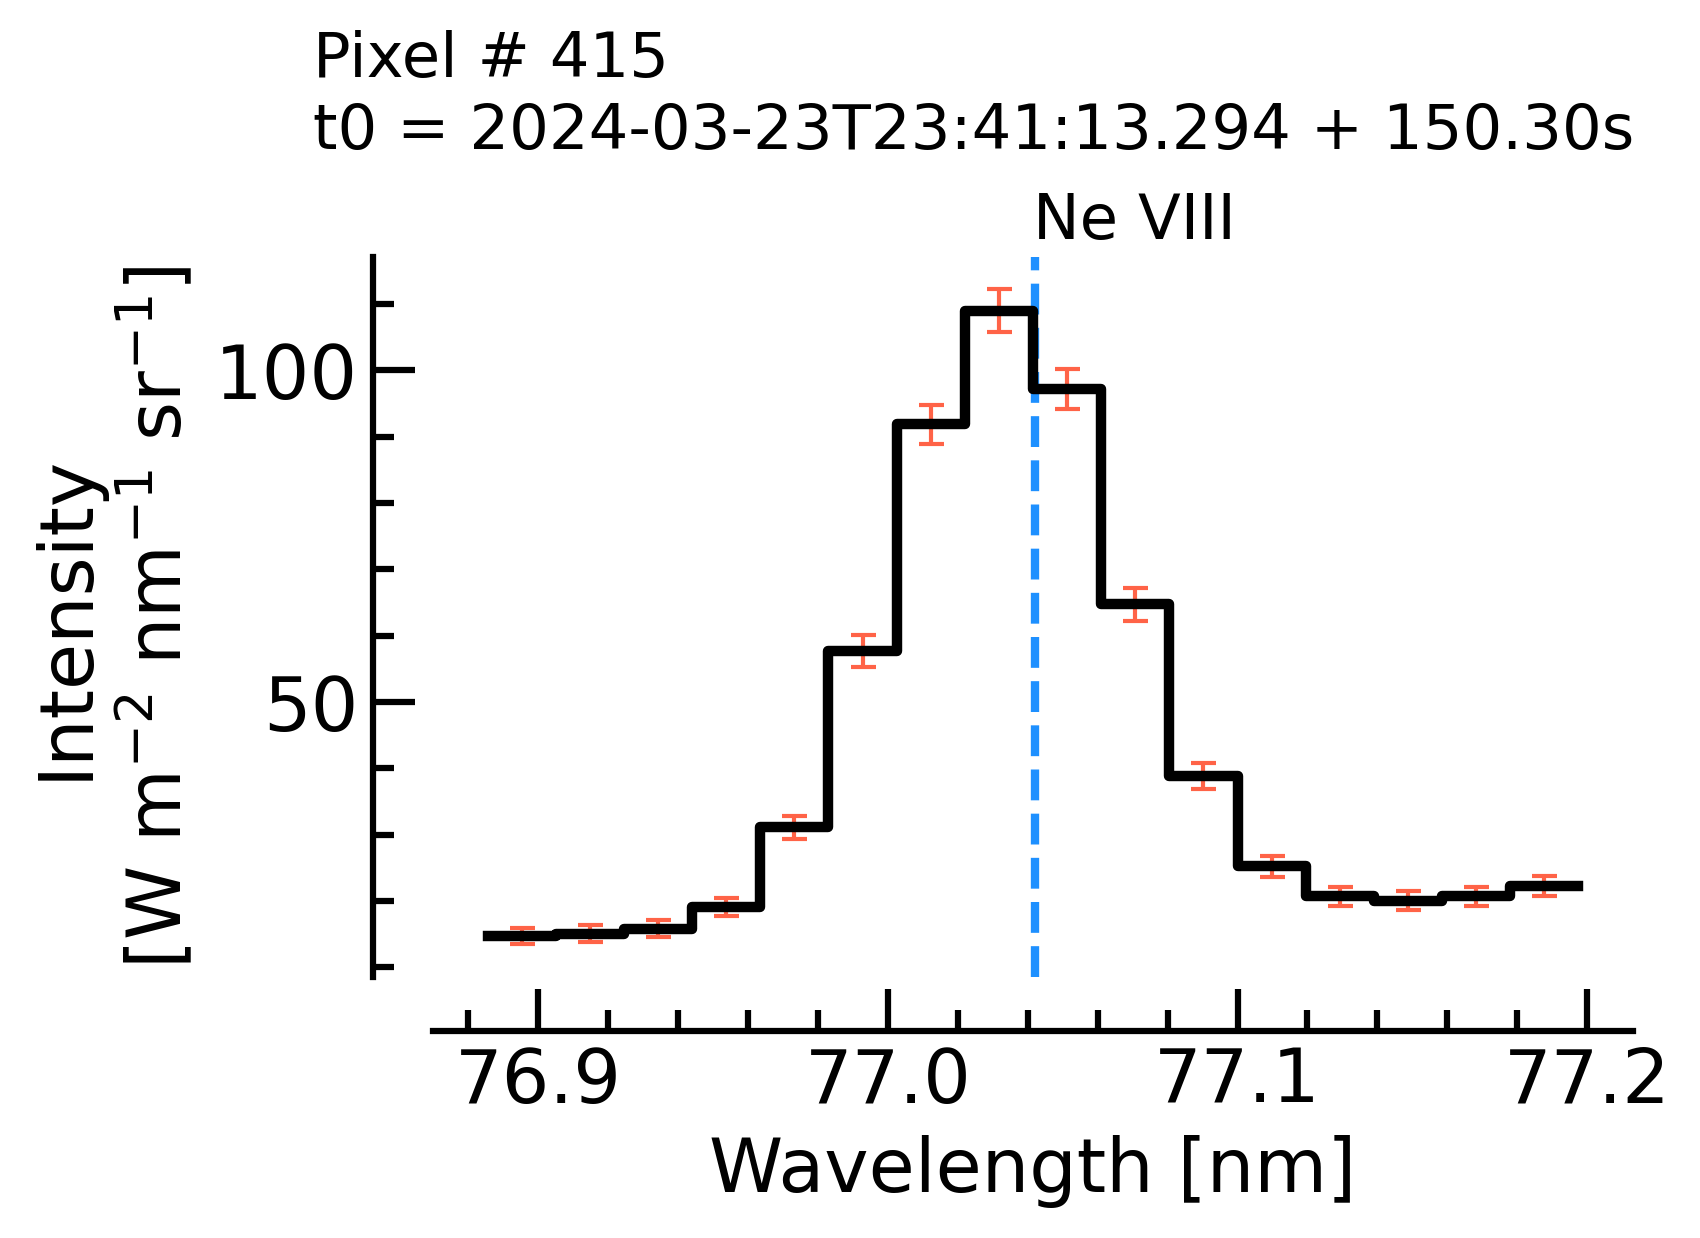 Pixel # 415
t0 = 2024-03-23T23:41:13.294 + 150.30s
Ne VIII
Intensity
[W m⁻² nm⁻¹ sr⁻¹]
100
50
76.9 77.0 77.1 77.2
Wavelength [nm]